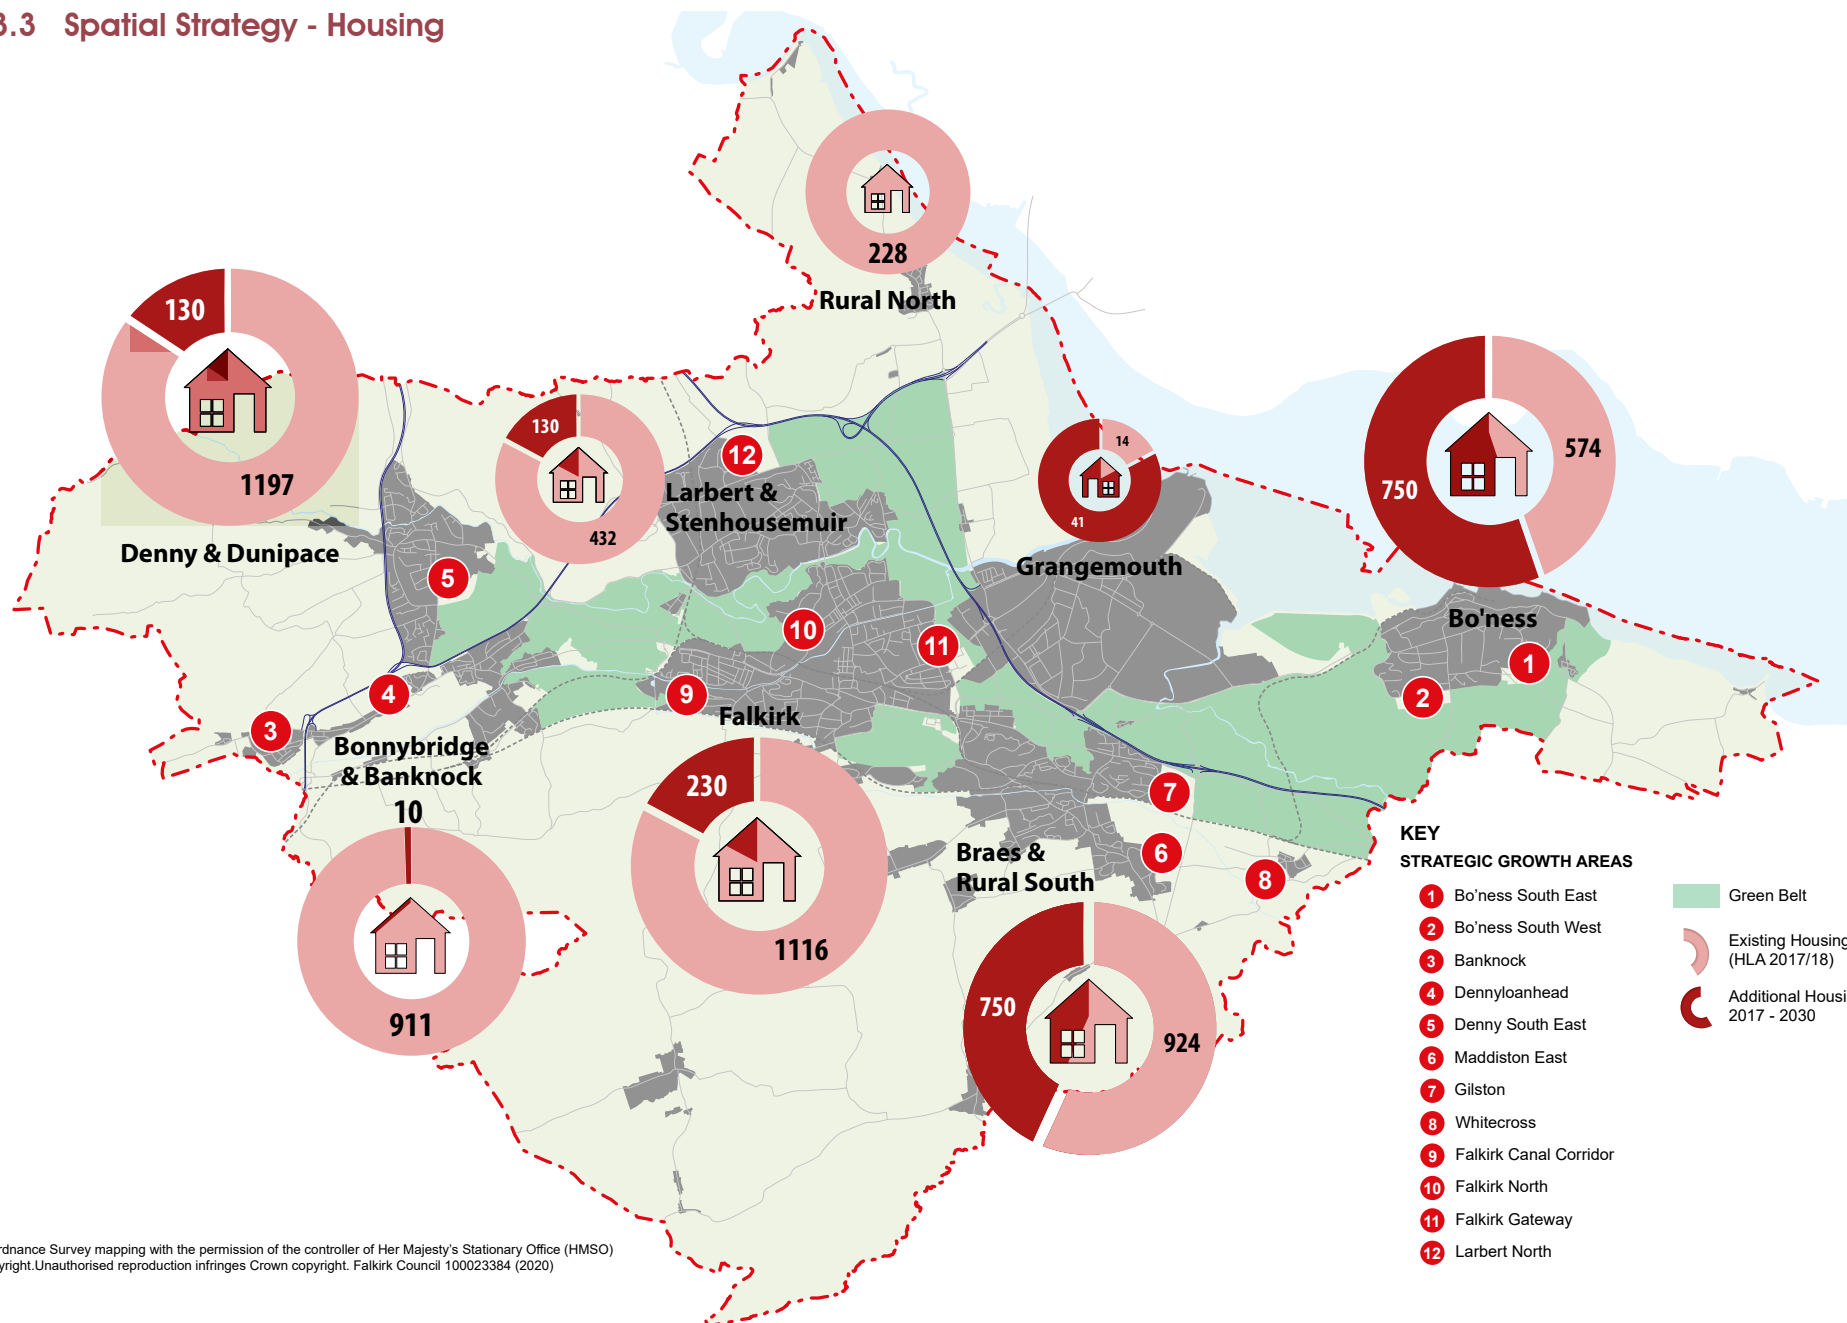 3.3 Spatial Strategy - Housing
228
Rural North
130
1197
Denny & Dunipace
130
432
12
Larbert &
Stenhousemuir
14
41
Grangemouth
574
750
Bo'ness
1
2
5
10
11
4
9
3
Falkirk
Bonnybridge
& Banknock
10
911
230
1116
7
6
8
Braes &
Rural South
750
924
KEY
STRATEGIC GROWTH AREAS
1 Bo'ness South East
2 Bo'ness South West
3 Banknock
4 Dennyloanhead
5 Denny South East
6 Maddiston East
7 Gilston
8 Whitecross
9 Falkirk Canal Corridor
10 Falkirk North
11 Falkirk Gateway
12 Larbert North
Green Belt
Existing Housing
(HLA 2017/18)
Additional Housi
2017 - 2030
rdnance Survey mapping with the permission of the controller of Her Majesty's Stationary Office (HMSO)
yright.Unauthorised reproduction infringes Crown copyright. Falkirk Council 100023384 (2020)